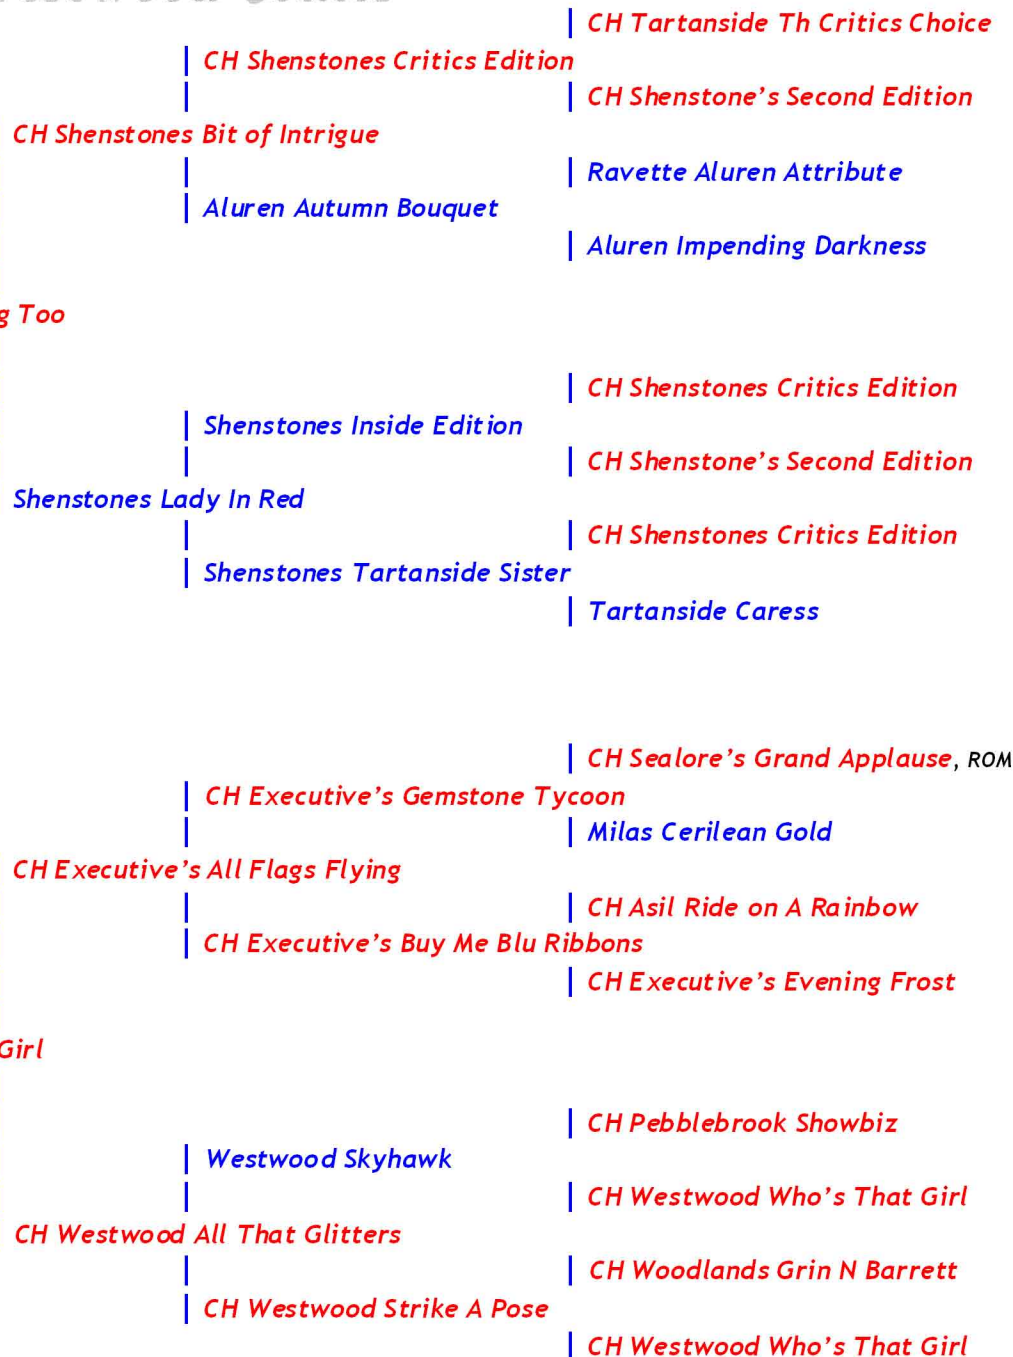 CH Tartanside Th Critics Choice
CH Shenstones Critics Edition
CH Shenstone’s Second Edition
CH Shenstones Bit of Intrigue
Ravette Aluren Attribute
Aluren Autumn Bouquet
Aluren Impending Darkness
g Too
CH Shenstones Critics Edition
Shenstones Inside Edition
CH Shenstone’s Second Edition
Shenstones Lady In Red
CH Shenstones Critics Edition
Shenstones Tartanside Sister
Tartanside Caress
CH Sealore’s Grand Applause, ROM
CH Executive’s Gemstone Tycoon
Milas Cerilean Gold
CH Executive’s All Flags Flying
CH Asil Ride on A Rainbow
CH Executive’s Buy Me Blu Ribbons
CH Executive’s Evening Frost
Girl
CH Pebblebrook Showbiz
Westwood Skyhawk
CH Westwood Who’s That Girl
CH Westwood All That Glitters
CH Woodlands Grin N Barrett
CH Westwood Strike A Pose
CH Westwood Who’s That Girl